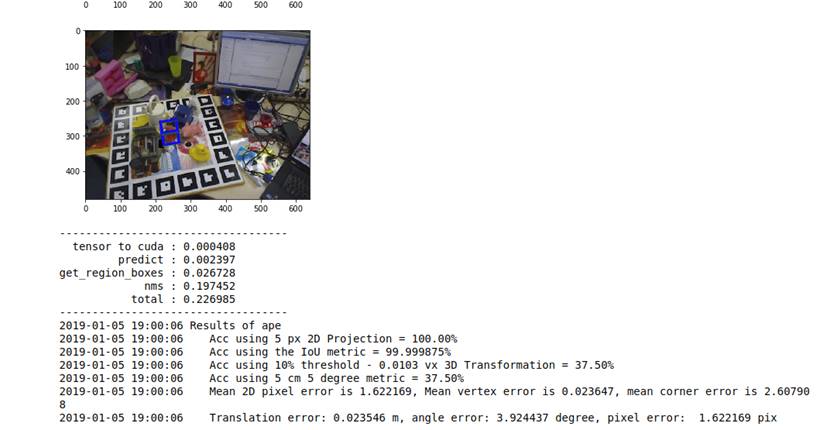 0 100 200 300 400 500 600
0
100
200
300
400
0 100 200 300 400 500 600
-----------------------------------
tensor to cuda : 0.000408
predict : 0.002397
get_region_boxes : 0.026728
nms : 0.197452
total : 0.226985
-----------------------------------
2019-01-05 19:00:06 Results of ape
2019-01-05 19:00:06    Acc using 5 px 2D Projection = 100.00%
2019-01-05 19:00:06    Acc using the IoU metric = 99.999875%
2019-01-05 19:00:06    Acc using 10% threshold - 0.0103 vx 3D Transformation = 37.50%
2019-01-05 19:00:06    Acc using 5 cm 5 degree metric = 37.50%
2019-01-05 19:00:06    Mean 2D pixel error is 1.622169, Mean vertex error is 0.023647, mean corner error is 2.60790
8
2019-01-05 19:00:06    Translation error: 0.023546 m, angle error: 3.924437 degree, pixel error:  1.622169 pix